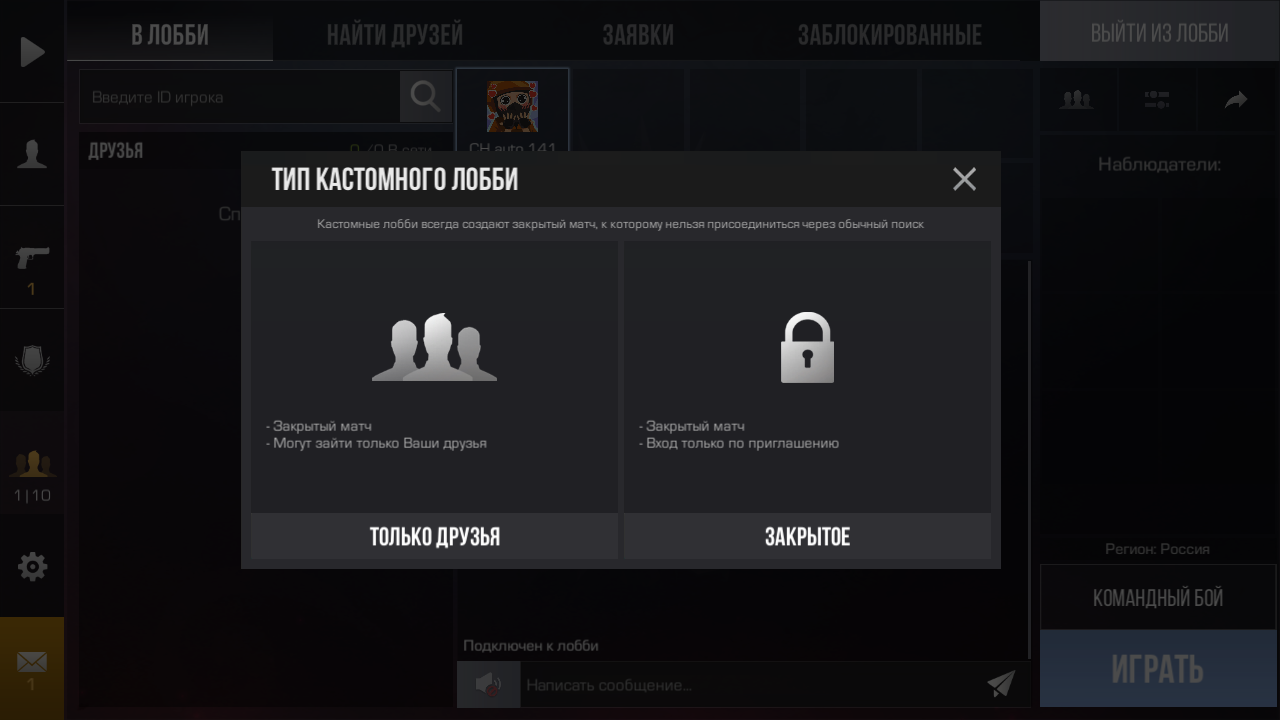 В ЛОББИ
НАЙТИ ДРУЗЕЙ
ЗАЯВКИ
ЗАБЛОКИРОВАННЫЕ
ВЫЙТИ ИЗ ЛОББИ
Введите ID игрока
ДРУЗЬЯ
0 /0 В сети
CH auto 141
Наблюдатели:
ТИП КАСТОМНОГО ЛОББИ
Кастомные лобби всегда создают закрытый матч, к которому нельзя присоединиться через обычный поиск
- Закрытый матч
- Могут зайти только Ваши друзья
ТОЛЬКО ДРУЗЬЯ
- Закрытый матч
- Вход только по приглашению
ЗАКРЫТОЕ
1
1|10
1
Регион: Россия
КОМАНДНЫЙ БОЙ
ИГРАТЬ
Подключен к лобби
Написать сообщение...